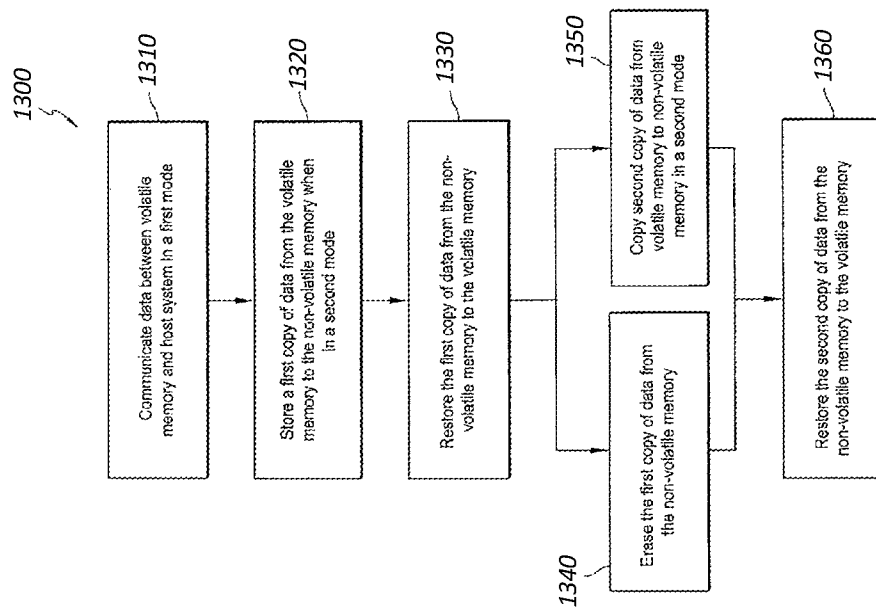 1300
1310
Communicate data between volatile
memory and host system in a first mode
1320
Store a first copy of data from the volatile
memory to the non-volatile memory when
in a second mode
1330
Restore the first copy of data from the non-
volatile memory to the volatile memory
1340
Erase the first copy of data from
the non-volatile memory
1350
Copy second copy of data from
volatile memory to non-volatile
memory in a second mode
1360
Restore the second copy of data from the
non-volatile memory to the volatile memory